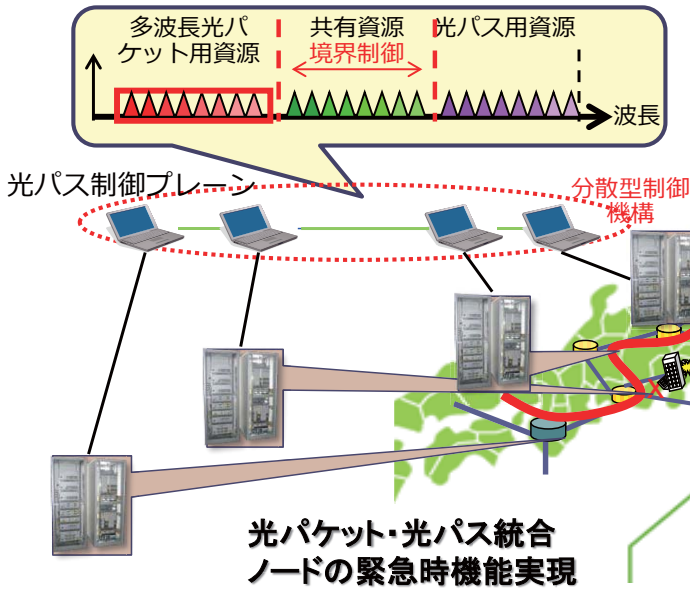 多波長光パ
ケット用資源
共有資源
境界制御
光パス用資源
波長
光パス制御プレーン
分散型制御
機構
光パケット・光パス統合
ノードの緊急時機能実現